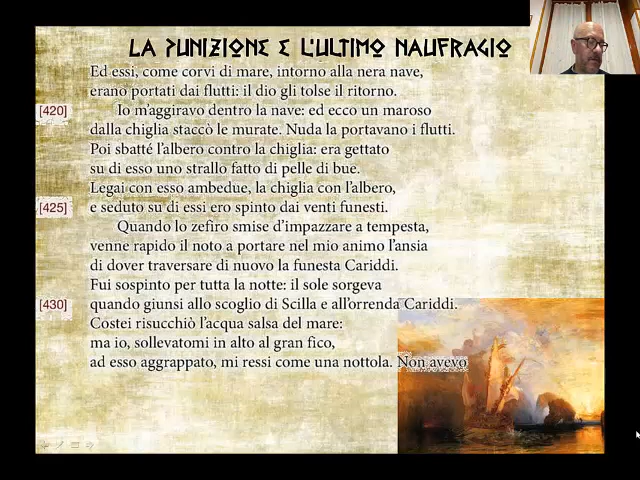 LA PUNIZIONE E L'ULTIMO NAUFRAGIO
Ed essi, come corvi di mare, intorno alla nera nave,
erano portati dai flutti: il dio gli tolse il ritorno.
[420] Io m'aggiravo dentro la nave: ed ecco un maroso
dalla chiglia staccò le murate. Nuda la portavano i flutti.
Poi sbatté l'albero contro la chiglia: era gettato
su di esso uno strallo fatto di pelle di bue.
Legai con esso ambedue, la chiglia con l'albero,
[425] e seduto su di essi ero spinto dai venti funesti.
Quando lo zefiro smise d'impazzare a tempesta,
venne rapido il noto a portare nel mio animo l'ansia
di dover traversare di nuovo la funesta Cariddi.
Fui sospinto per tutta la notte: il sole sorgeva
[430] quando giunsi allo scoglio di Scilla e all'orrenda Cariddi.
Costei risucchiò l'acqua salsa del mare:
ma io, sollevatomi in alto al gran fico,
ad esso aggrappato, mi ressi come una nottola. Non avevo